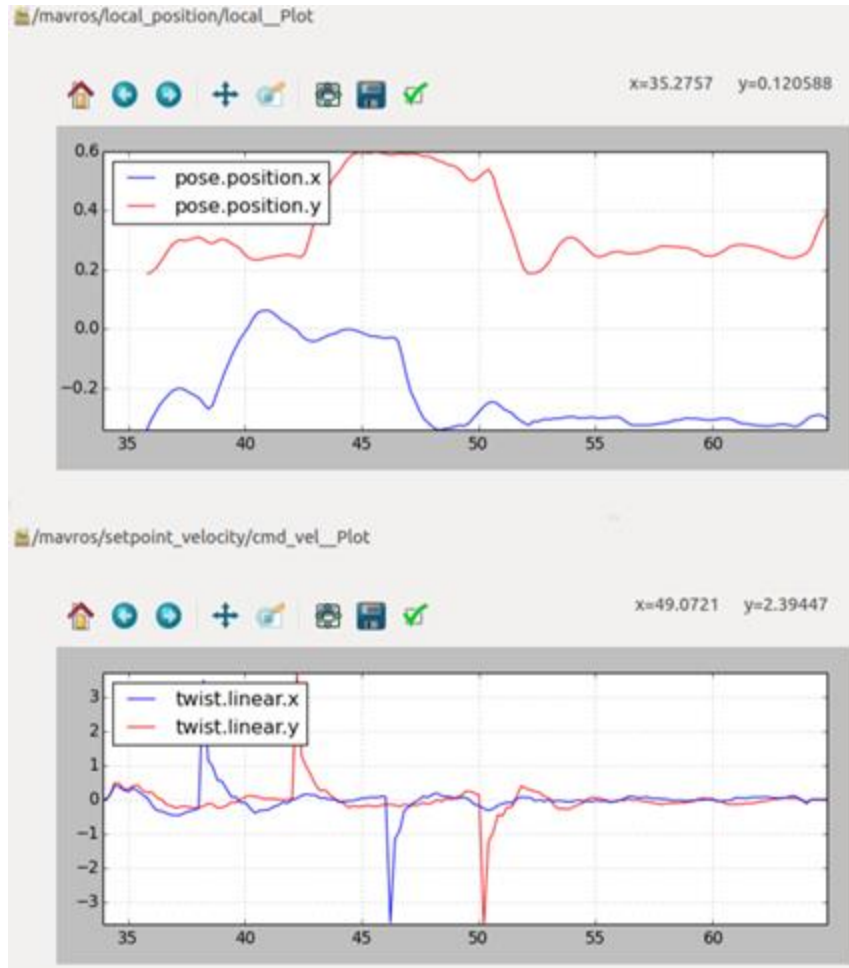 /mavros/local_position/local__Plot
x=35.2757 y=0.120588
0.6
pose.position.x
pose.position.y
0.4
0.2
0.0
−0.2
35 40 45 50 55 60
/mavros/setpoint_velocity/cmd_vel__Plot
x=49.0721 y=2.39447
3
twist.linear.x
twist.linear.y
2
1
0
−1
−2
−3
35 40 45 50 55 60